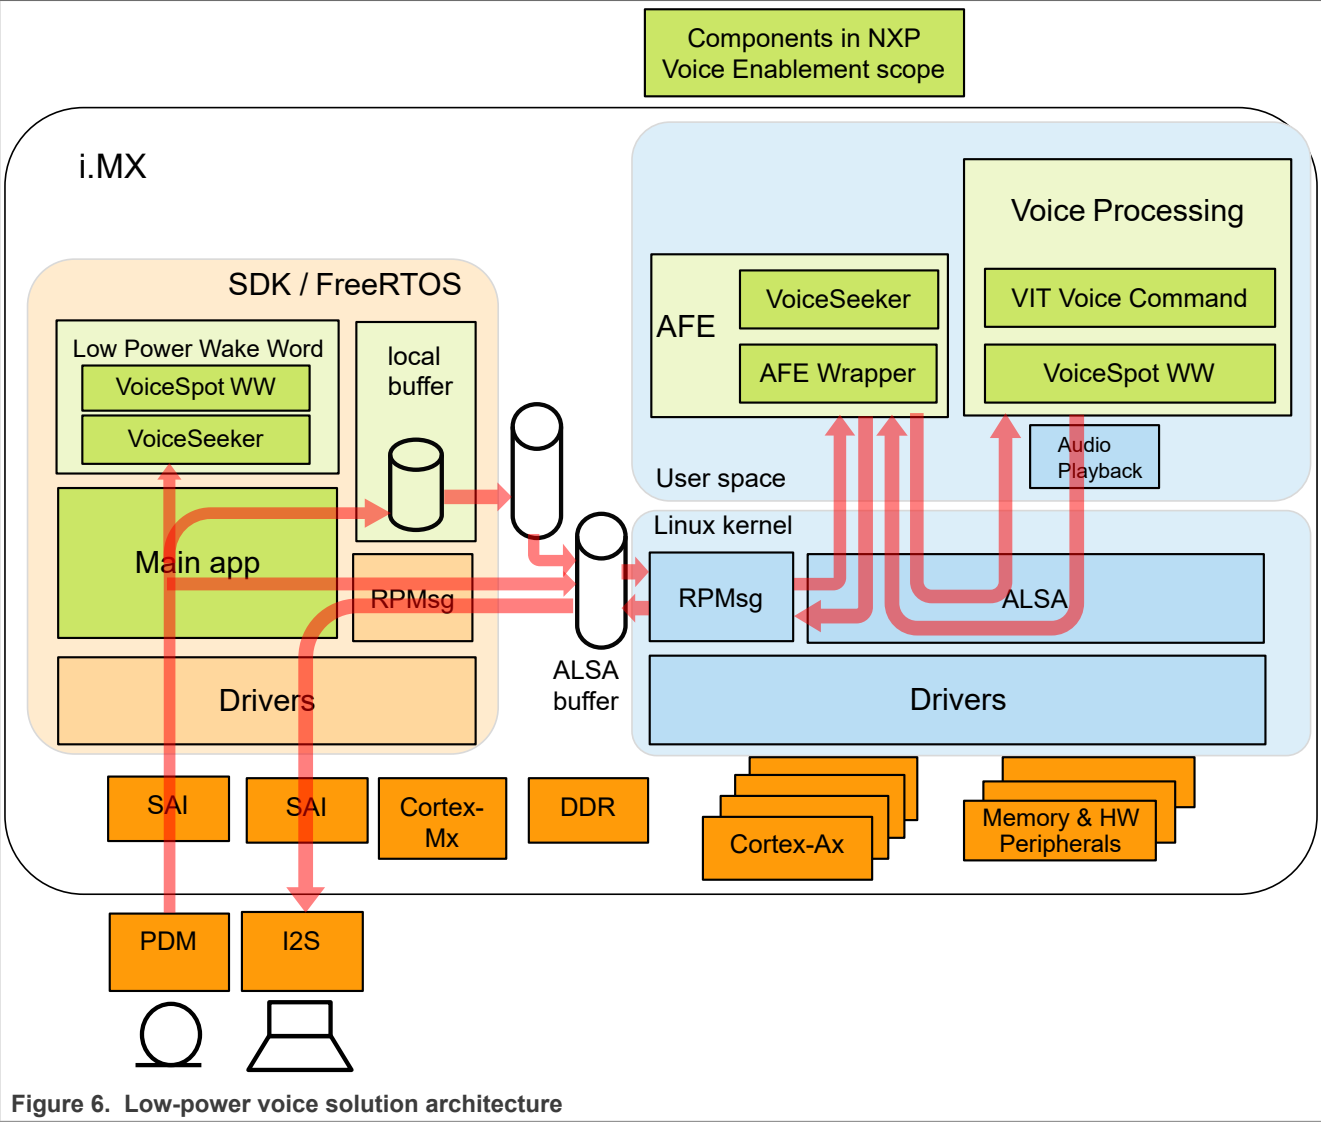 Components in NXP
Voice Enablement scope
i.MX
SDK / FreeRTOS
Low Power Wake Word
VoiceSpot WW
VoiceSeeker
local
buffer
Main app
RPMsg
Drivers
ALSA
buffer
AFE
VoiceSeeker
AFE Wrapper
Voice Processing
VIT Voice Command
VoiceSpot WW
Audio
Playback
User space
Linux kernel
RPMsg
ALSA
Drivers
SAI
SAI
Cortex-
Mx
DDR
Cortex-Ax
Memory & HW
Peripherals
PDM
I2S
Figure 6. Low-power voice solution architecture